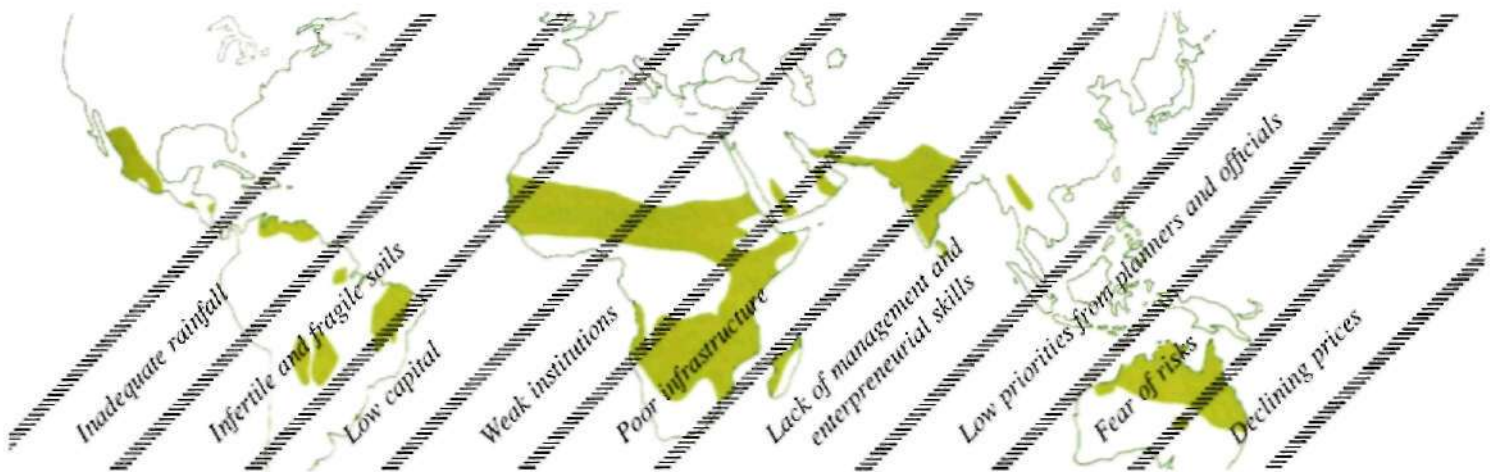 Inadequate rainfall
Infertile and fragile soils
Low capital
Weak institutions
Poor infrastructure
Lack of management and
enterpreneurial skills
Low priorities from planners and officials
Fear of risks
Declining prices